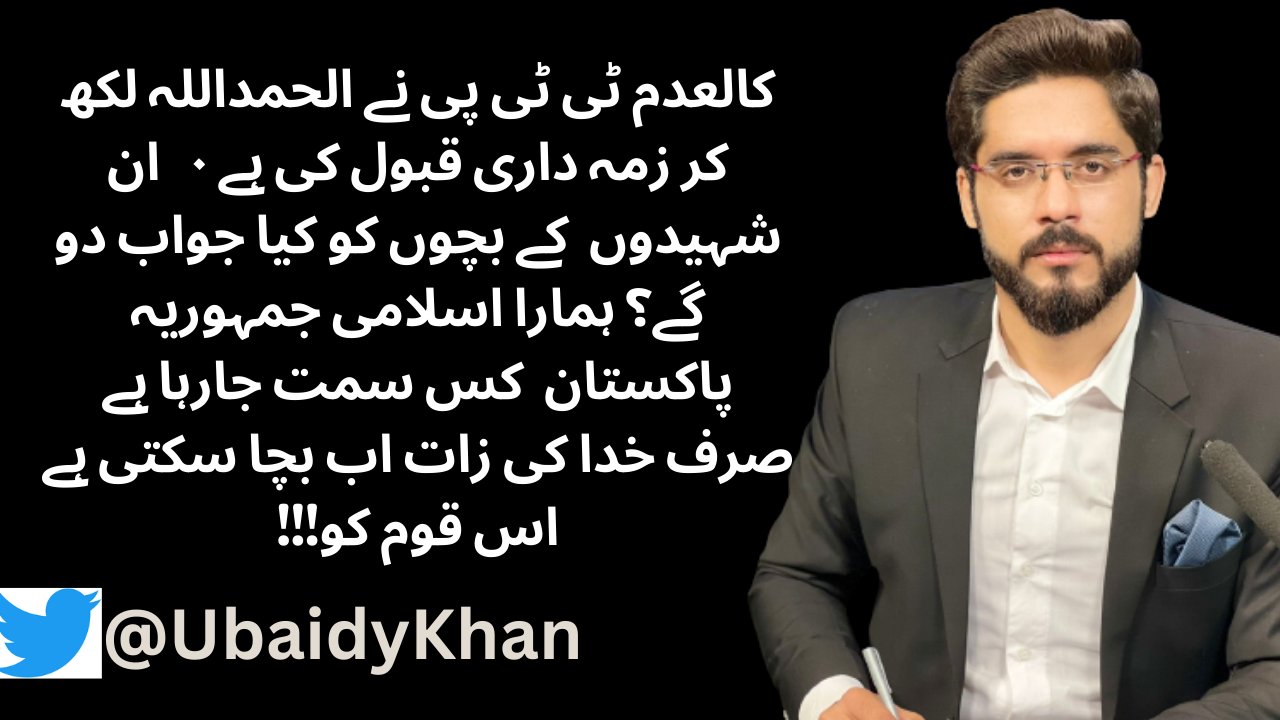 کالعدم ٹی ٹی پی نے الحمداللہ لکھ
کر زمہ داری قبول کی ہے۰ ان
شہیدوں کے بچوں کو کیا جواب دو
گے؟ ہمارا اسلامی جمہوریہ
پاکستان کس سمت جارہا ہے
صرف خدا کی زات اب بچا سکتی ہے
اس قوم کو!!!
@UbaidyKhan